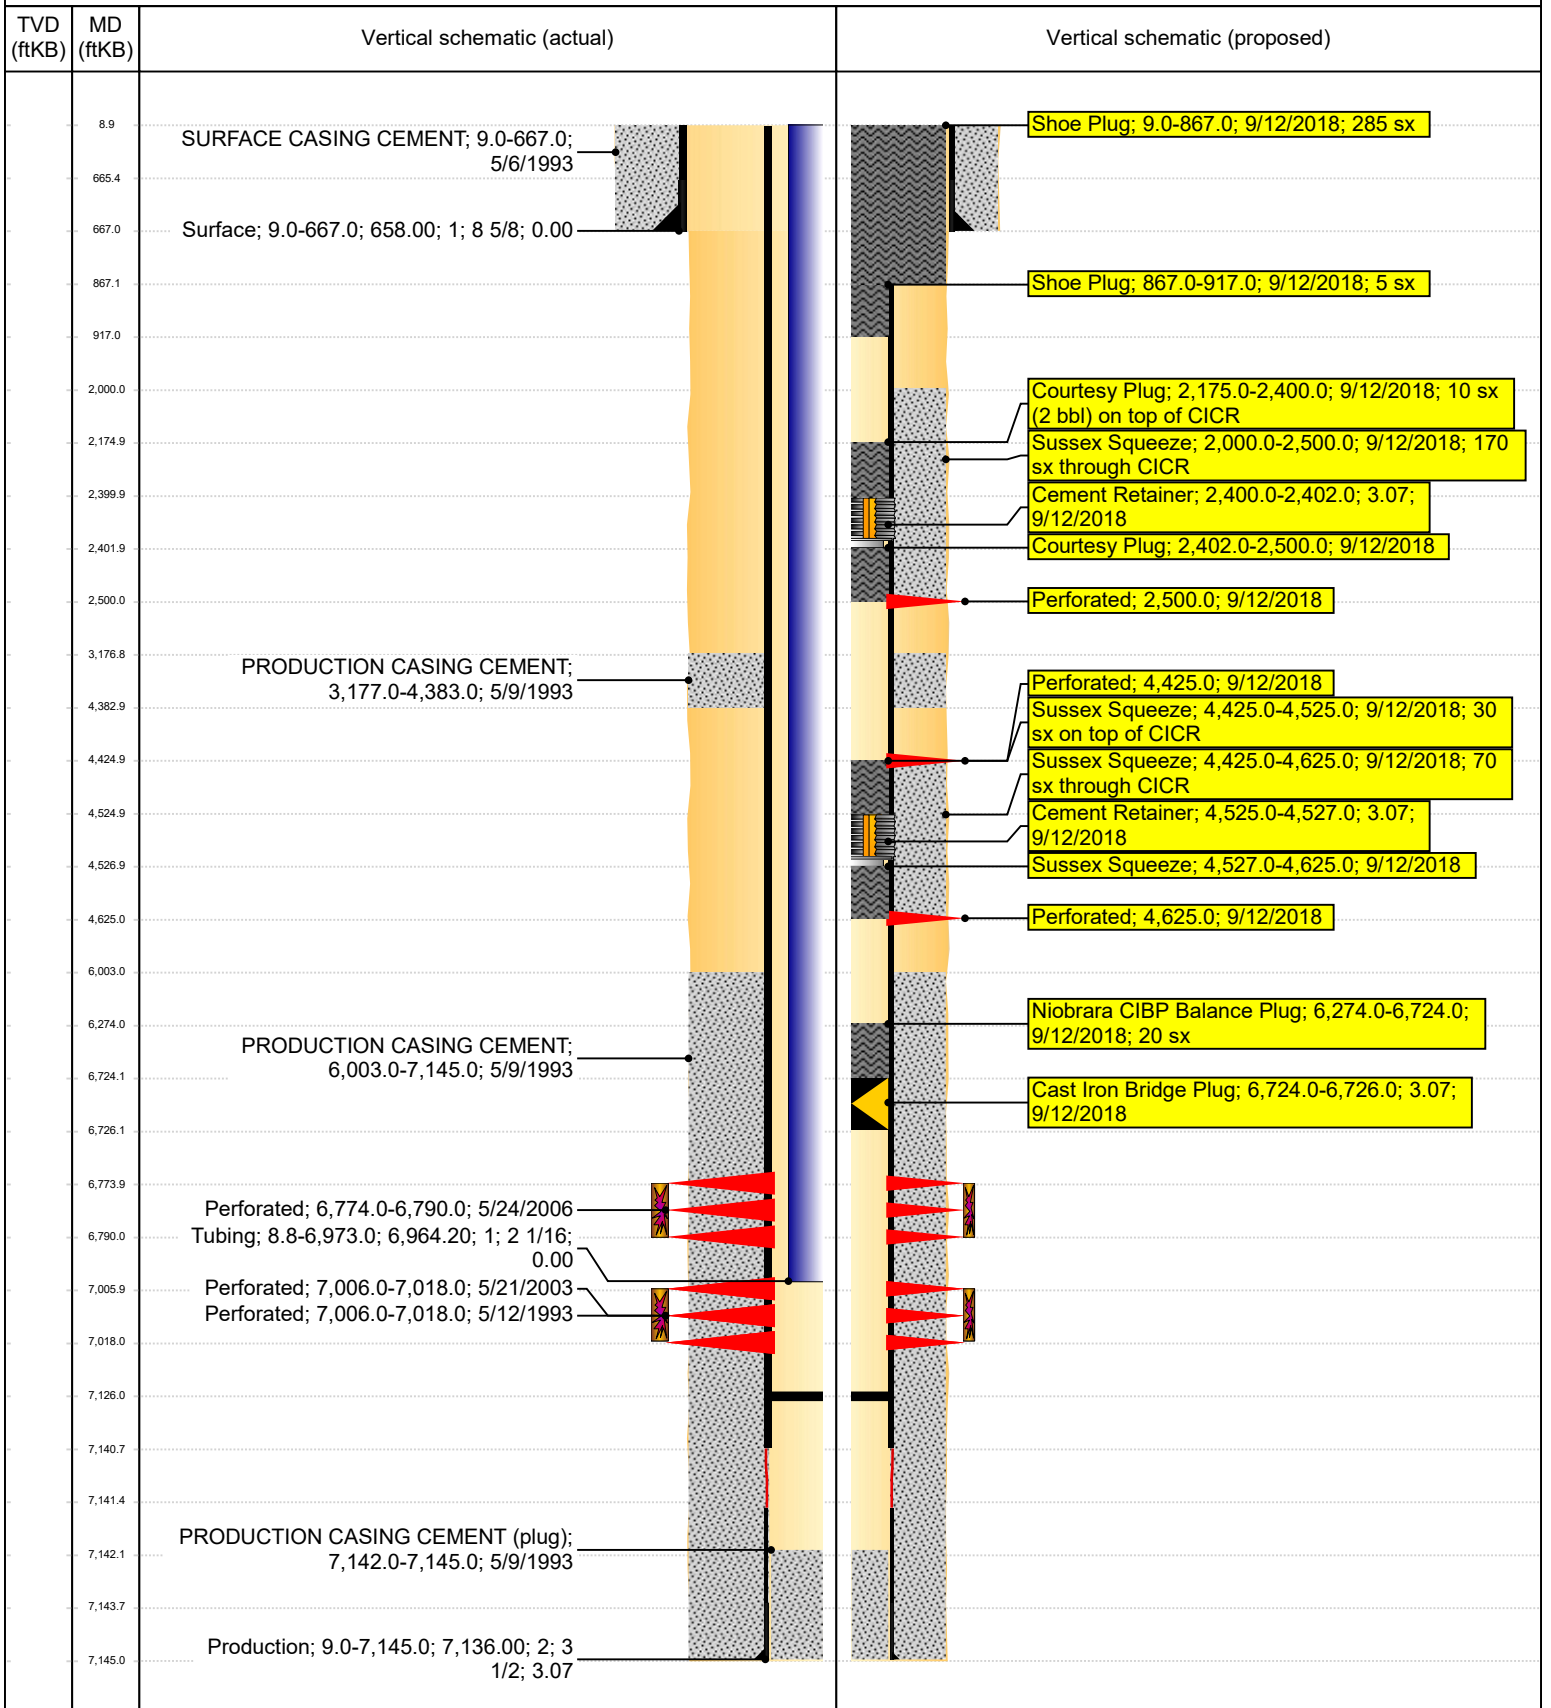 TVD
(ftKB)
MD
(ftKB)
Vertical schematic (actual)
Vertical schematic (proposed)
8.9
665.4
667.0
867.1
917.0
2,000.0
2,174.9
2,399.9
2,401.9
2,500.0
3,176.8
4,382.9
4,424.9
4,524.9
4,526.9
4,625.0
6,003.0
6,274.0
6,724.1
6,726.1
6,773.9
6,790.0
7,005.9
7,018.0
7,126.0
7,140.7
7,141.4
7,142.1
7,143.7
7,145.0
SURFACE CASING CEMENT; 9.0-667.0;
5/6/1993
Surface; 9.0-667.0; 658.00; 1; 8 5/8; 0.00
PRODUCTION CASING CEMENT;
3,177.0-4,383.0; 5/9/1993
PRODUCTION CASING CEMENT;
6,003.0-7,145.0; 5/9/1993
Perforated; 6,774.0-6,790.0; 5/24/2006
Tubing; 8.8-6,973.0; 6,964.20; 1; 2 1/16;
0.00
Perforated; 7,006.0-7,018.0; 5/21/2003
Perforated; 7,006.0-7,018.0; 5/12/1993
PRODUCTION CASING CEMENT (plug);
7,142.0-7,145.0; 5/9/1993
Production; 9.0-7,145.0; 7,136.00; 2; 3
1/2; 3.07
Shoe Plug; 9.0-867.0; 9/12/2018; 285 sx
Shoe Plug; 867.0-917.0; 9/12/2018; 5 sx
Courtesy Plug; 2,175.0-2,400.0; 9/12/2018; 10 sx
(2 bbl) on top of CICR
Sussex Squeeze; 2,000.0-2,500.0; 9/12/2018; 170
sx through CICR
Cement Retainer; 2,400.0-2,402.0; 3.07;
9/12/2018
Courtesy Plug; 2,402.0-2,500.0; 9/12/2018
Perforated; 2,500.0; 9/12/2018
Perforated; 4,425.0; 9/12/2018
Sussex Squeeze; 4,425.0-4,525.0; 9/12/2018; 30
sx on top of CICR
Sussex Squeeze; 4,425.0-4,625.0; 9/12/2018; 70
sx through CICR
Cement Retainer; 4,525.0-4,527.0; 3.07;
9/12/2018
Sussex Squeeze; 4,527.0-4,625.0; 9/12/2018
Perforated; 4,625.0; 9/12/2018
Niobrara CIBP Balance Plug; 6,274.0-6,724.0;
9/12/2018; 20 sx
Cast Iron Bridge Plug; 6,724.0-6,726.0; 3.07;
9/12/2018